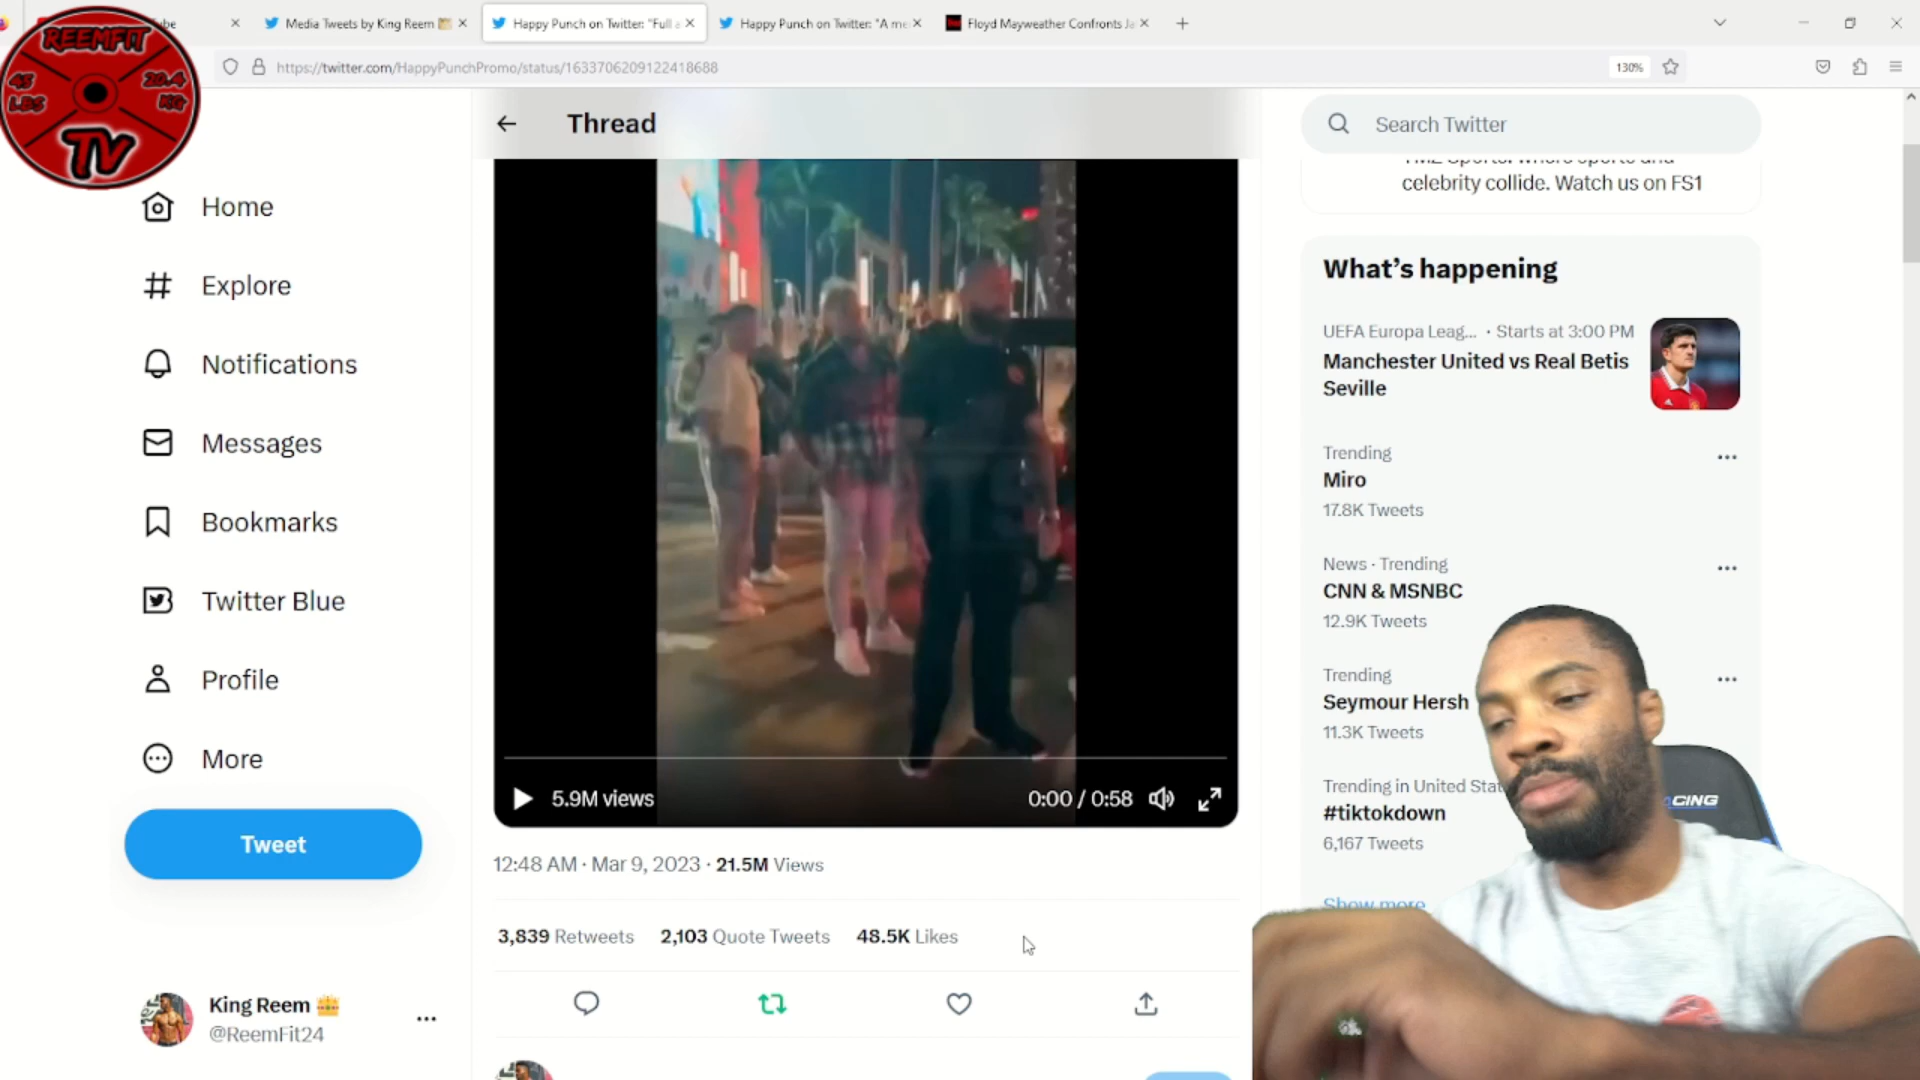 REEMFIT
45 LBS
20.4 KG
TV
Media Tweets by King Reem
Happy Punch on Twitter: "Full
Happy Punch on Twitter: "A me
Floyd Mayweather Confronts Ja
https://twitter.com/HappyPunchPromo/status/1633706209122418688
130%
Thread
Search Twitter
celebrity collide. Watch us on FS1
Home
Explore
Notifications
Messages
Bookmarks
Twitter Blue
Profile
More
Tweet
King Reem
@ReemFit24
5.9M views
0:00 / 0:58
12:48 AM · Mar 9, 2023 · 21.5M Views
3,839 Retweets 2,103 Quote Tweets 48.5K Likes
What's happening
UEFA Europa Leag... · Starts at 3:00 PM
Manchester United vs Real Betis
Seville
Trending
Miro
17.8K Tweets
News · Trending
CNN & MSNBC
12.9K Tweets
Trending
Seymour Hersh
11.3K Tweets
Trending in United Sta
#tiktokdown
6,167 Tweets
Show more
CING